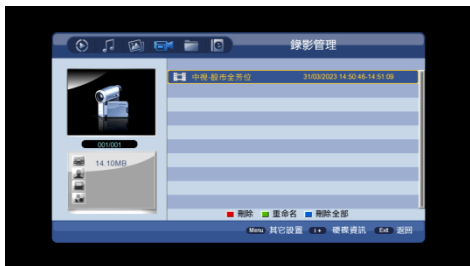 錄影管理
中視-股市全芳位 31/03/2023 14:50:46-14:51:09
001/001
14.10MB
刪除 重命名 刪除全部
Menu 其它設置 i+ 硬碟資訊 Exit 返回